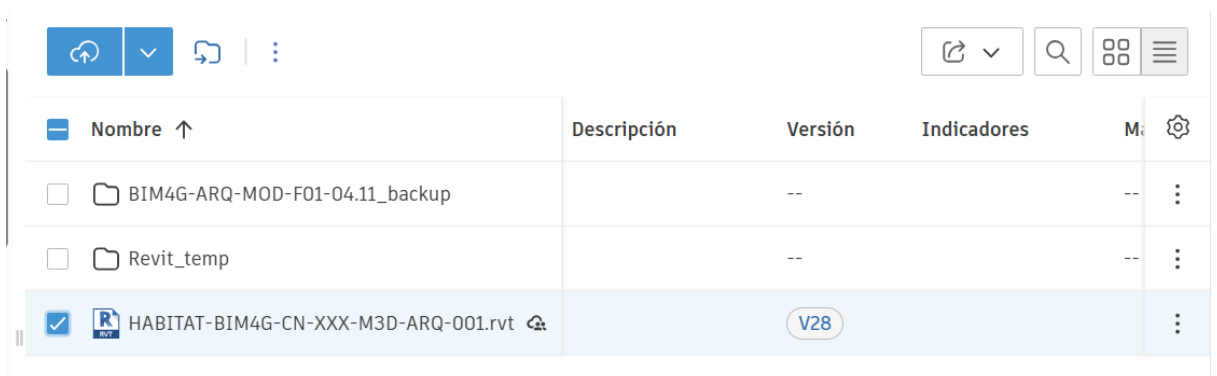 Nombre Descripción Versión Indicadores
BIM4G-ARQ-MOD-F01-04.11_backup -- --
Revit_temp -- --
R RVT HABITAT-BIM4G-CN-XXX-M3D-ARQ-001.rvt V28